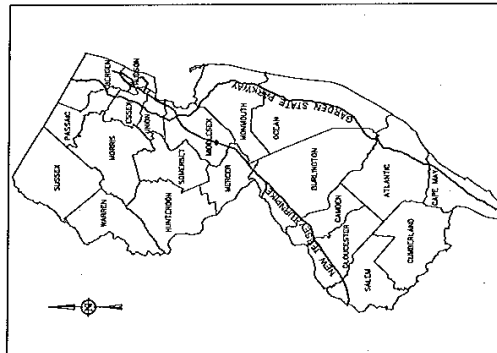 SUSSEX
PASSAIC
BERGEN
WARREN
MORRIS
ESSEX
HUDSON
UNION
HUNTERDON
SOMERSET
MIDDLESEX
MERCER
MONMOUTH
OCEAN
GARDEN STATE PARKWAY
NEW JERSEY TURNPIKE
BURLINGTON
CAMDEN
GLOUCESTER
ATLANTIC
SALEM
CUMBERLAND
CAPE MAY